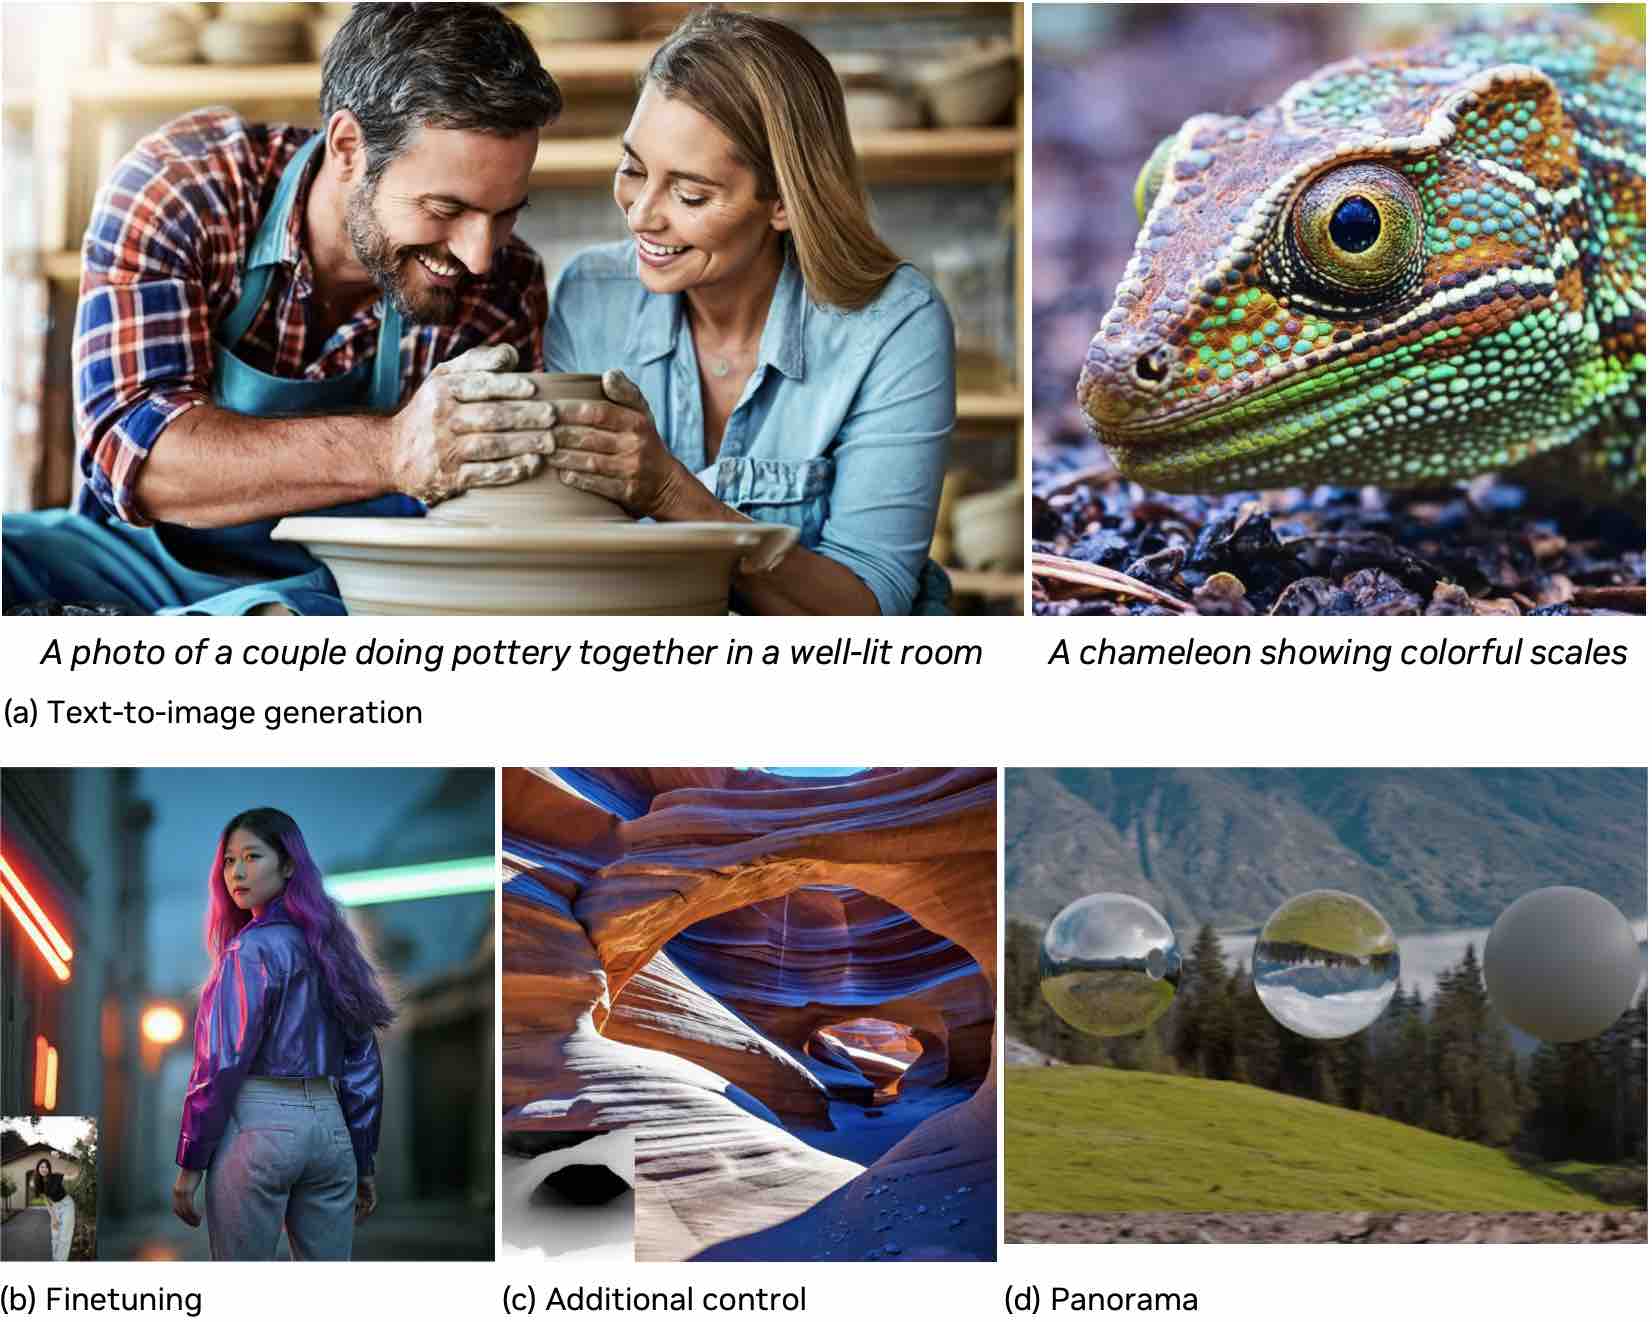 A photo of a couple doing pottery together in a well-lit room
A chameleon showing colorful scales
(a) Text-to-image generation
(b) Finetuning
(c) Additional control
(d) Panorama